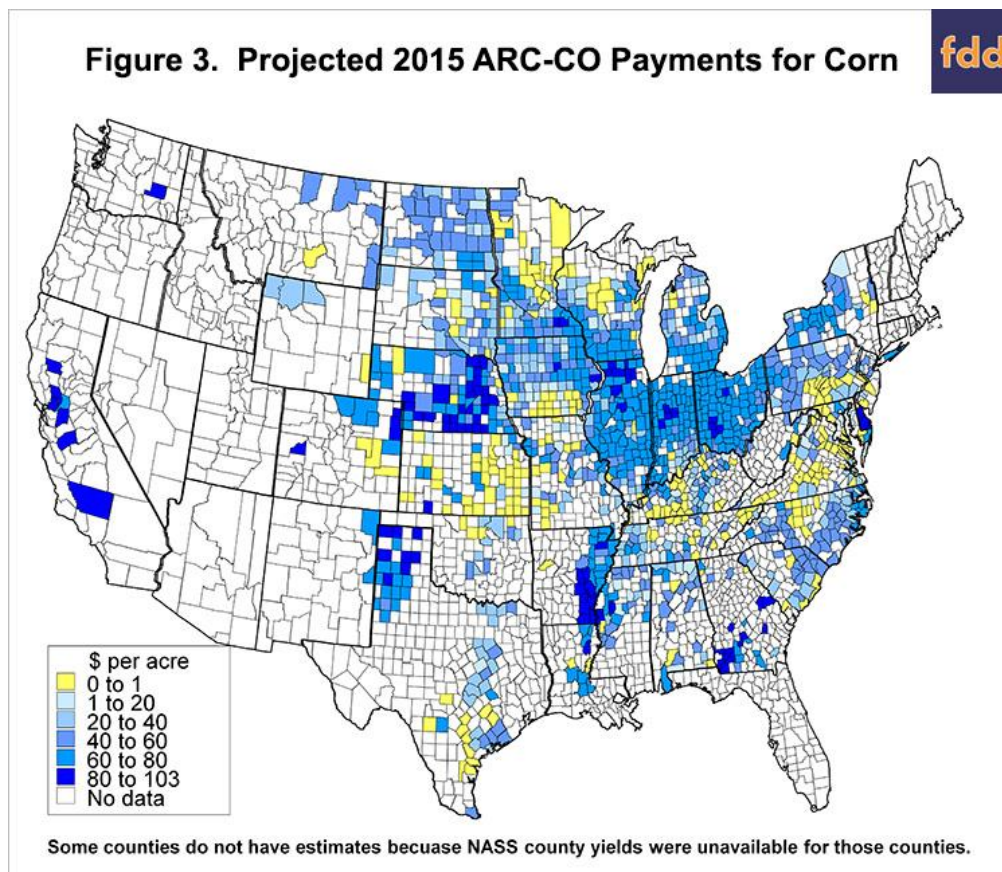 Figure 3. Projected 2015 ARC-CO Payments for Corn
fdd
$ per acre
0 to 1
1 to 20
20 to 40
40 to 60
60 to 80
80 to 103
No data
Some counties do not have estimates becuase NASS county yields were unavailable for those counties.